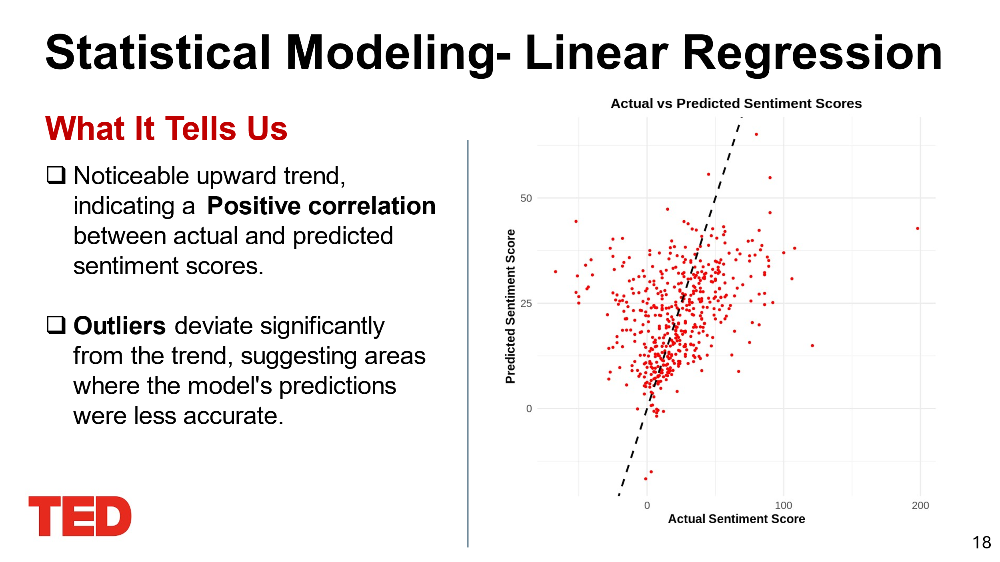 Statistical Modeling- Linear Regression
What It Tells Us
Noticeable upward trend,
indicating a Positive correlation
between actual and predicted
sentiment scores.
Outliers deviate significantly
from the trend, suggesting areas
where the model's predictions
were less accurate.
TED
Actual vs Predicted Sentiment Scores
Predicted Sentiment Score
50
25
0
0 100 200
Actual Sentiment Score
18